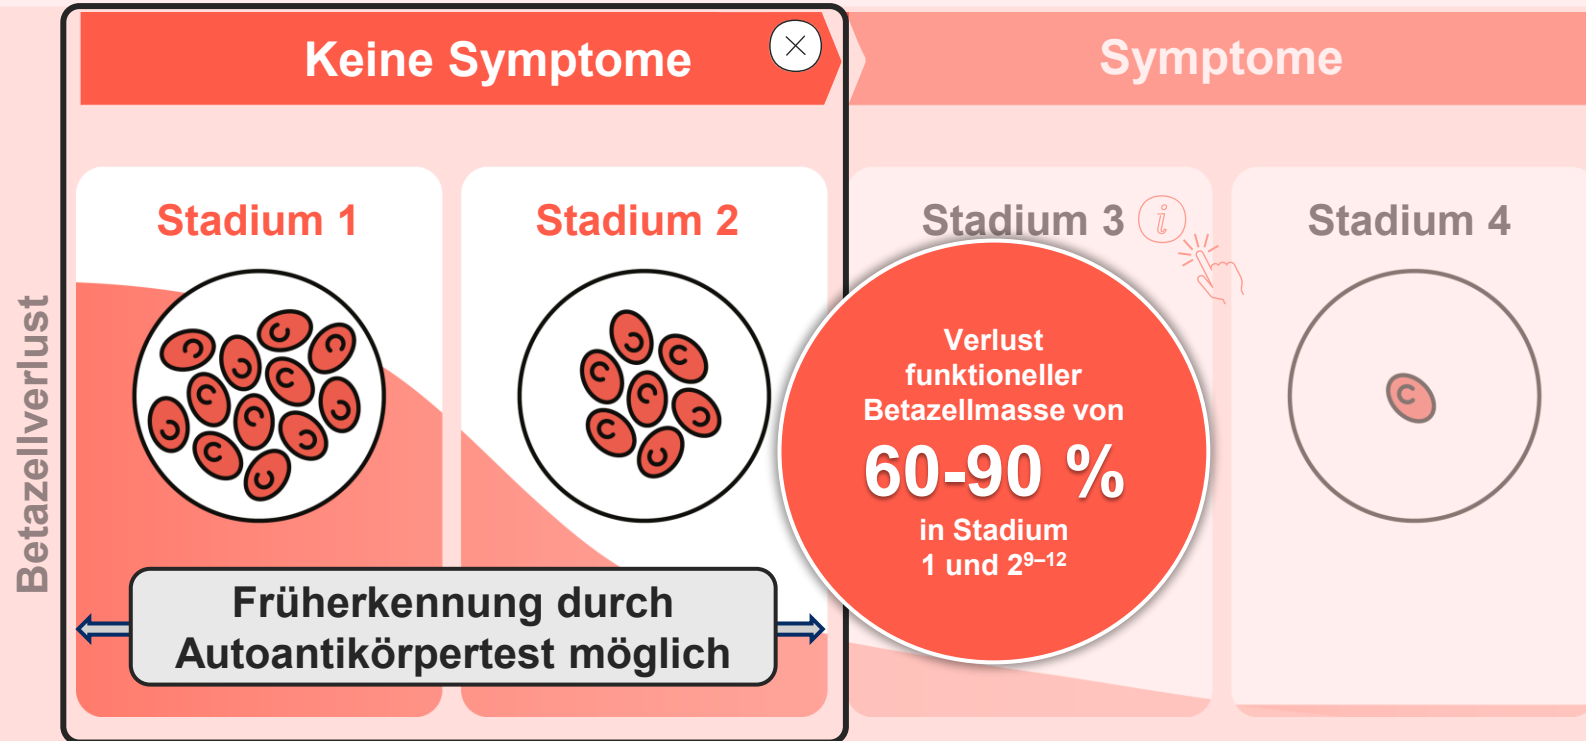 Keine Symptome
Symptome
Betazellverlust
Stadium 1
Stadium 2
Stadium 3
i
Stadium 4
Verlust
funktioneller
Betazellmasse von
60-90 %
in Stadium
1 und 2⁹⁻¹²
Früherkennung durch
Autoantikörpertest möglich